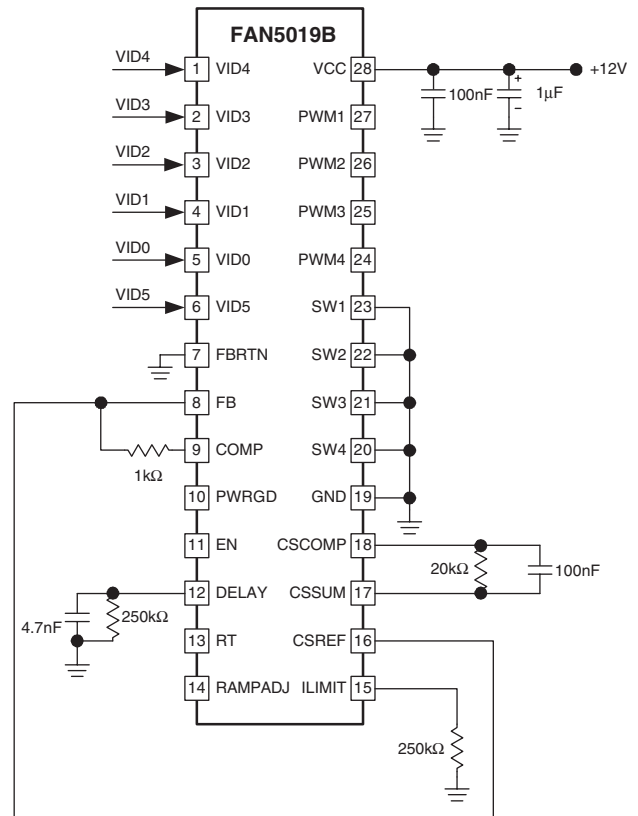 FAN5019B
VID4 1 VID4 VCC 28 +12V
100nF + 1μF −
VID3 2 VID3 PWM1 27
VID2 3 VID2 PWM2 26
VID1 4 VID1 PWM3 25
VID0 5 VID0 PWM4 24
VID5 6 VID5 SW1 23
7 FBRTN SW2 22
8 FB SW3 21
9 COMP SW4 20
1kΩ
10 PWRGD GND 19
11 EN CSCOMP 18
20kΩ 100nF
12 DELAY CSSUM 17
4.7nF 250kΩ
13 RT CSREF 16
14 RAMPADJ ILIMIT 15
250kΩ